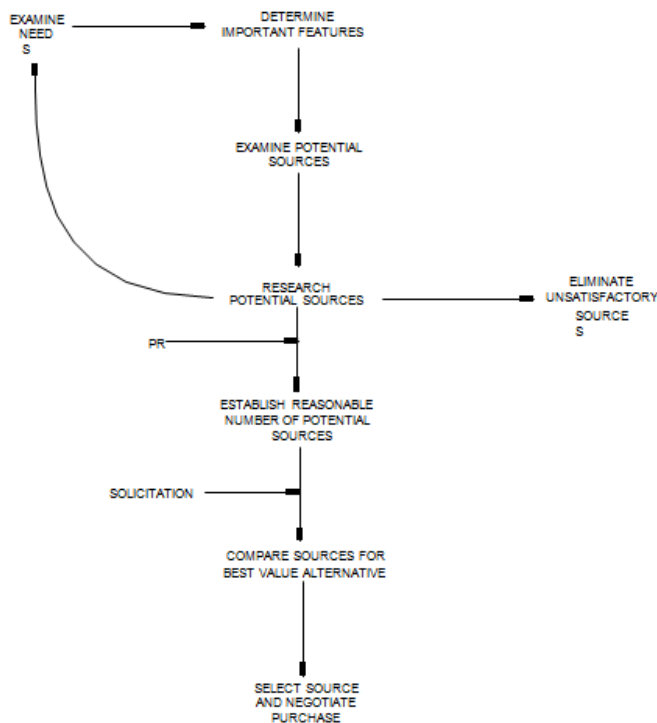 EXAMINE
NEED
S
DETERMINE
IMPORTANT FEATURES
EXAMINE POTENTIAL
SOURCES
RESEARCH
POTENTIAL SOURCES
ELIMINATE
UNSATISFACTORY
SOURCE
S
PR
ESTABLISH REASONABLE
NUMBER OF POTENTIAL
SOURCES
SOLICITATION
COMPARE SOURCES FOR
BEST VALUE ALTERNATIVE
SELECT SOURCE
AND NEGOTIATE
PURCHASE